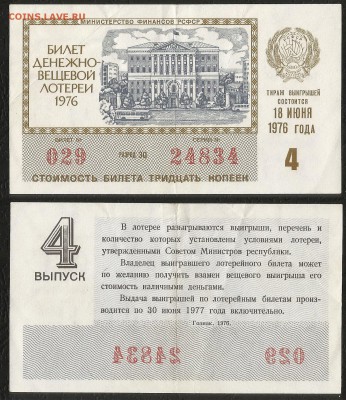 COINS.LAVE.RU
МИНИСТЕРСТВО ФИНАНСОВ РСФСР
БИЛЕТ
ДЕНЕЖНО-
ВЕЩЕВОЙ
ЛОТЕРЕИ
1976
ТИРАЖ ВЫИГРЫШЕЙ
СОСТОИТСЯ
18 ИЮНЯ
1976 ГОДА
БИЛЕТ № СЕРИЯ №
029 РАЗРЯД 30 24834 4
СТОИМОСТЬ БИЛЕТА ТРИДЦАТЬ КОПЕЕК
4
ВЫПУСК
В лотерее разыгрываются выигрыши, перечень и
количество которых установлены условиями лотереи,
утвержденными Советом Министров республики.
Владелец выигравшего лотерейного билета может
по желанию получить взамен вещевого выигрыша его
стоимость наличными деньгами.
Выдача выигрышей по лотерейным билетам произ-
водится по 30 июня 1977 года включительно.
Гознак. 1976.
24834 029